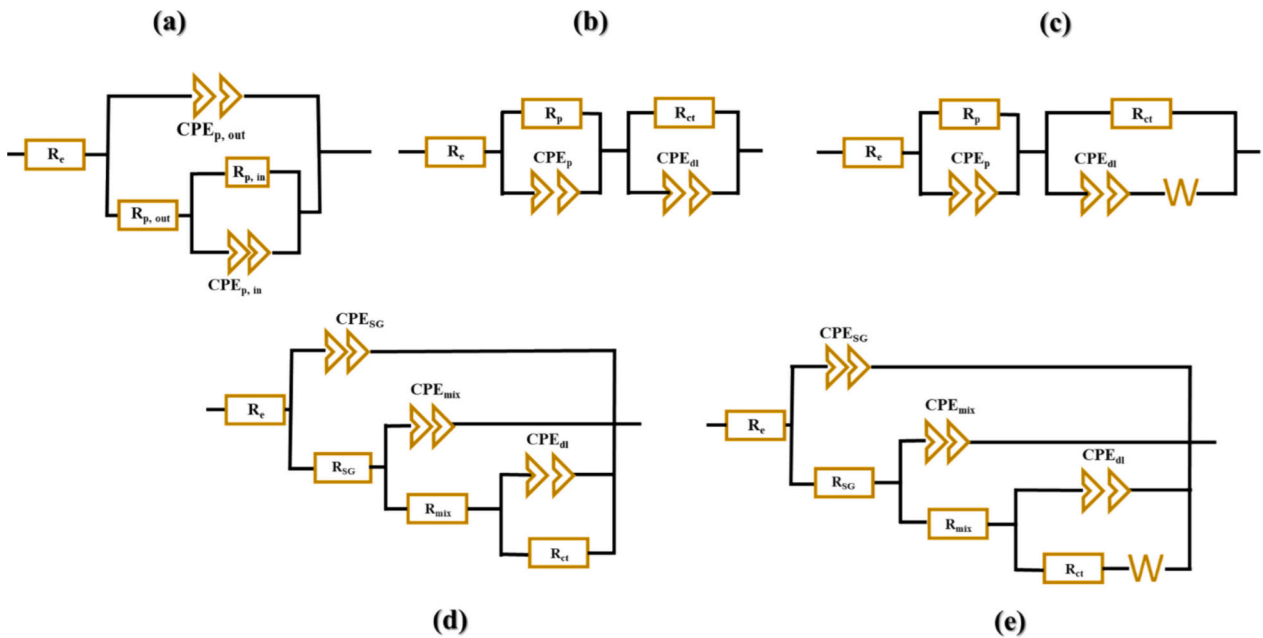 (a)
(b)
(c)
CPEp, out
Re
Rp, in
Rp, out
CPEp, in
Rp
Rct
Re
CPEp
CPEdl
Rp
Rct
Re
CPEp
CPEdl
W
CPESG
CPEmix
Re
CPEdl
RSG
Rmix
Rct
CPESG
CPEmix
Re
CPEdl
RSG
Rmix
Rct
W
(d)
(e)